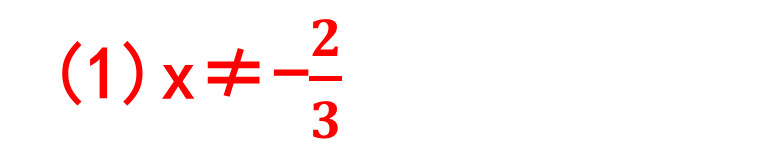 (1) x ≠ -2/3